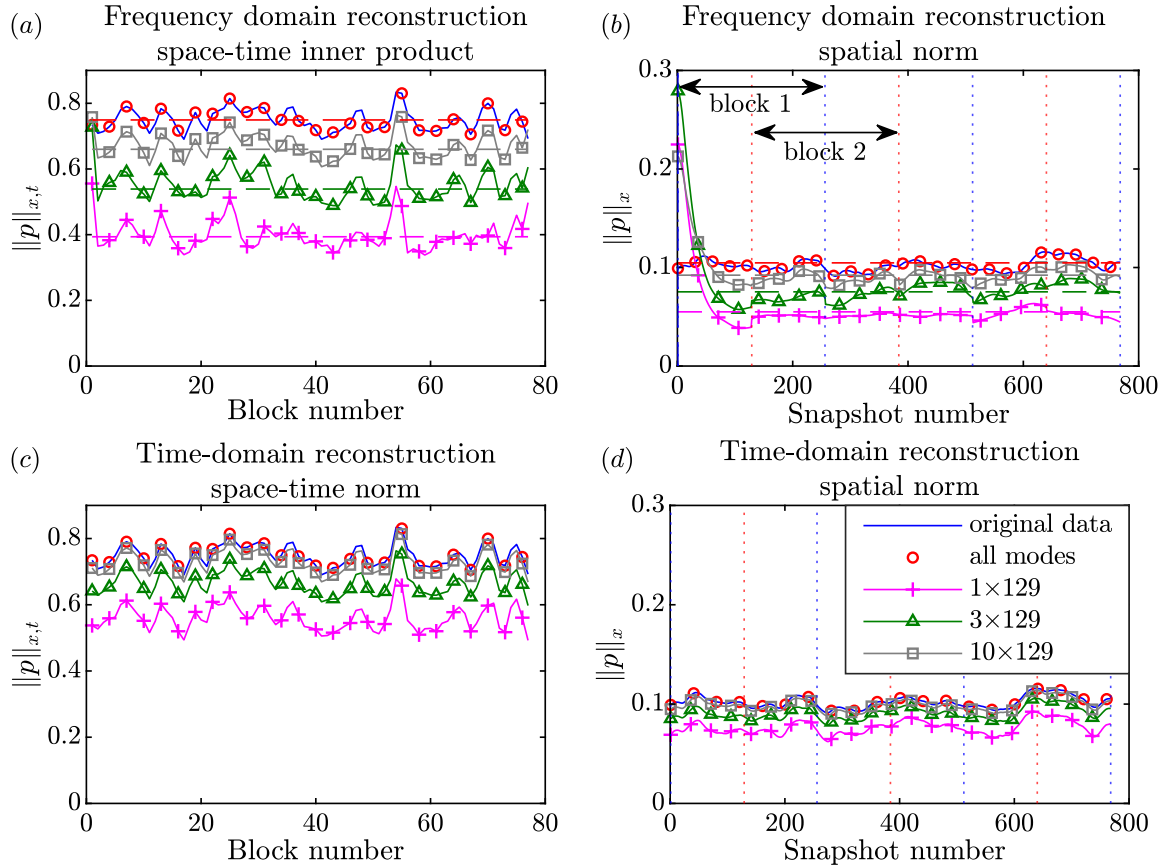 (a)
Frequency domain reconstruction
space-time inner product
||p||x,t
0.8
0.6
0.4
0.2
0
0 20 40 60 80
Block number
(b)
Frequency domain reconstruction
spatial norm
||p||x
0.3
0.2
0.1
0
block 1
block 2
0 200 400 600 800
Snapshot number
(c)
Time-domain reconstruction
space-time norm
||p||x,t
0.8
0.6
0.4
0.2
0
0 20 40 60 80
Block number
(d)
Time-domain reconstruction
spatial norm
||p||x
0.3
0.2
0.1
0
original data
all modes
1×129
3×129
10×129
0 200 400 600 800
Snapshot number